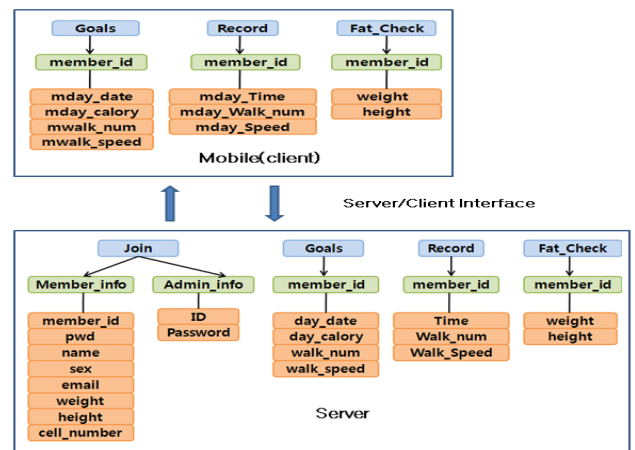 Goals
member_id
mday_date
mday_calory
mwalk_num
mwalk_speed
Record
member_id
mday_Time
mday_Walk_num
mday_Speed
Fat_Check
member_id
weight
height
Mobile(client)
Server/Client Interface
Join
Member_info
member_id
pwd
name
sex
email
weight
height
cell_number
Admin_info
ID
Password
Goals
member_id
day_date
day_calory
walk_num
walk_speed
Record
member_id
Time
Walk_num
Walk_Speed
Fat_Check
member_id
weight
height
Server